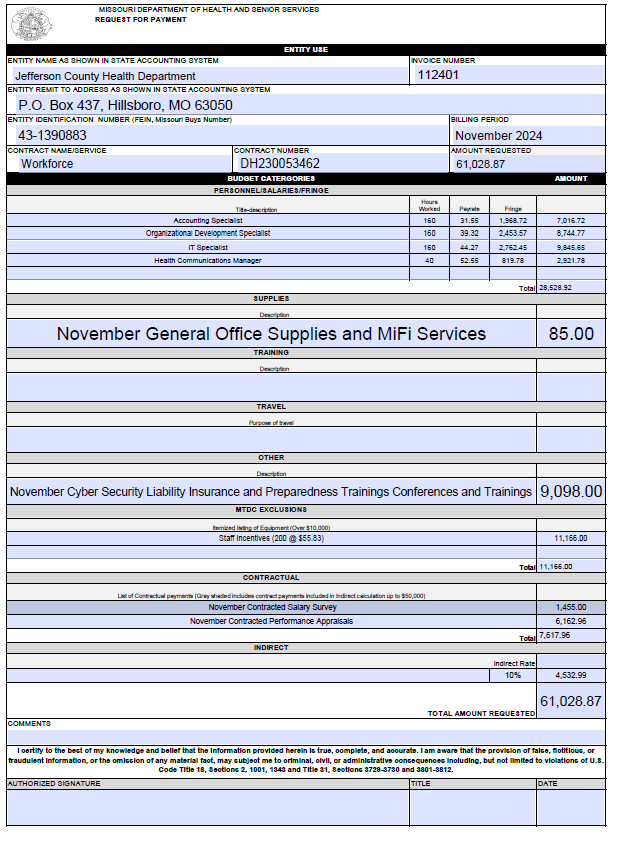 MISSOURI DEPARTMENT OF HEALTH AND SENIOR SERVICES
REQUEST FOR PAYMENT
ENTITY USE
ENTITY NAME AS SHOWN IN STATE ACCOUNTING SYSTEM INVOICE NUMBER
Jefferson County Health Department 112401
ENTITY REMIT TO ADDRESS AS SHOWN IN STATE ACCOUNTING SYSTEM
P.O. Box 437, Hillsboro, MO 63050
ENTITY IDENTIFICATION NUMBER (FEIN, Missouri Buys Number) BILLING PERIOD
43-1390883 November 2024
CONTRACT NAME/SERVICE CONTRACT NUMBER AMOUNT REQUESTED
Workforce DH230053462 61,028.87
BUDGET CATERGORIES AMOUNT
PERSONNEL/SALARIES/FRINGE
Title-description Hours Worked Payrate Fringe
Accounting Specialist 160 31.55 1,968.72 7,016.72
Organizational Development Specialist 160 39.32 2,453.57 8,744.77
IT Specialist 160 44.27 2,762.45 9,845.65
Health Communications Manager 40 52.55 819.78 2,921.78
Total 28,528.92
SUPPLIES
Description
November General Office Supplies and MiFi Services 85.00
TRAINING
Description
TRAVEL
Purpose of travel
OTHER
Description
November Cyber Security Liability Insurance and Preparedness Trainings Conferences and Trainings 9,098.00
MTDC EXCLUSIONS
Itemized listing of Equipment (Over $10,000)
Staff Incentives (200 @ $55.83) 11,166.00
Total 11,166.00
CONTRACTUAL
List of Contractual payments (Gray shaded includes contract payments included in Indirect calculation up to $50,000)
November Contracted Salary Survey 1,455.00
November Contracted Performance Appraisals 6,162.96
Total 7,617.96
INDIRECT
Indirect Rate
10% 4,532.99
TOTAL AMOUNT REQUESTED 61,028.87
COMMENTS
I certify to the best of my knowledge and belief that the information provided herein is true, complete, and accurate. I am aware that the provision of false, fictitious, or
fraudulent information, or the omission of any material fact, may subject me to criminal, civil, or administrative consequences including, but not limited to violations of U.S.
Code Title 18, Sections 2, 1001, 1343 and Title 31, Sections 3729-3730 and 3801-3812.
AUTHORIZED SIGNATURE TITLE DATE